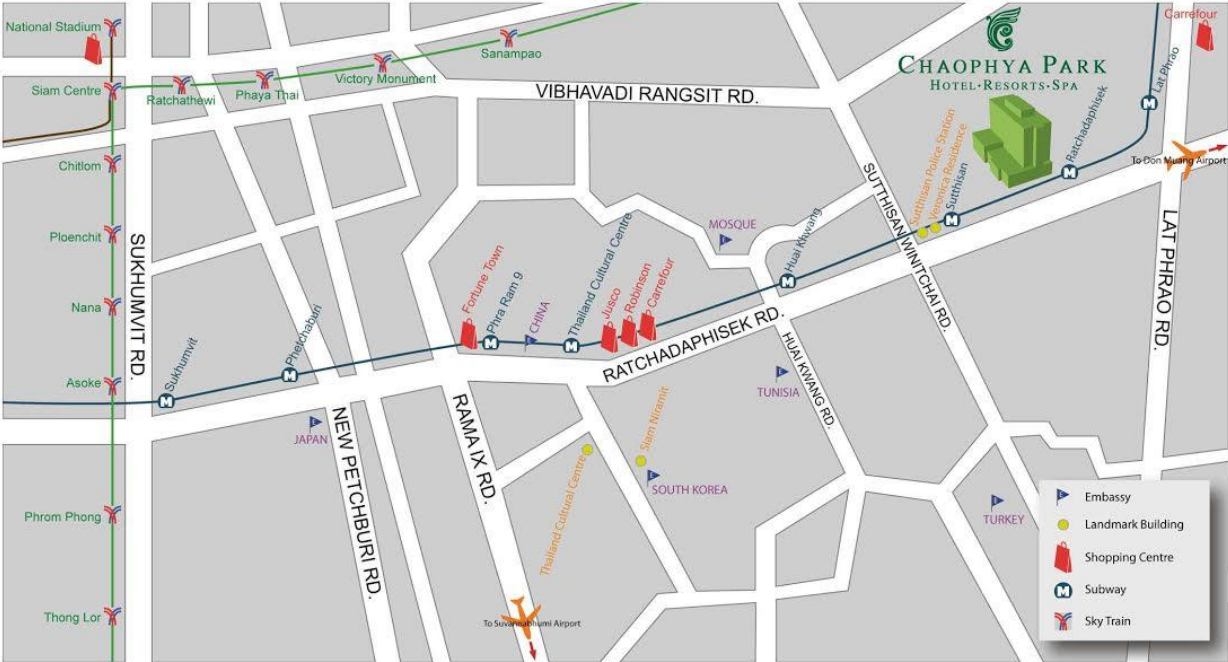 National Stadium
Siam Centre
Ratchathewi
Phaya Thai
Victory Monument
Sanampao
Chitlom
Ploenchit
Nana
Asoke
Phrom Phong
Thong Lor
SUKHUMVIT RD.
VIBHAVADI RANGSIT RD.
CHAOPHYA PARK
HOTEL·RESORTS·SPA
Carrefour
Lat Phrao
Ratchadaphisek
To Don Muang Airport
Sutthisan Police Station
Veronica Residence
Sutthisan
SUTTHISAN WINITCHAI RD.
LAT PHRAO RD.
MOSQUE
Huai Khwang
Sukhumvit
Phetchaburi
Fortune Town
Phra Ram 9
CHINA
Thailand Cultural Centre
Jusco
Robinson
Carrefour
RATCHADAPHISEK RD.
HUAI KWANG RD.
TUNISIA
JAPAN
NEW PETCHBURI RD.
RAMA IX RD.
Thailand Cultural Centre
Siam Niramit
SOUTH KOREA
TURKEY
To Suvarnabhumi Airport
E Embassy
Landmark Building
Shopping Centre
M Subway
Sky Train